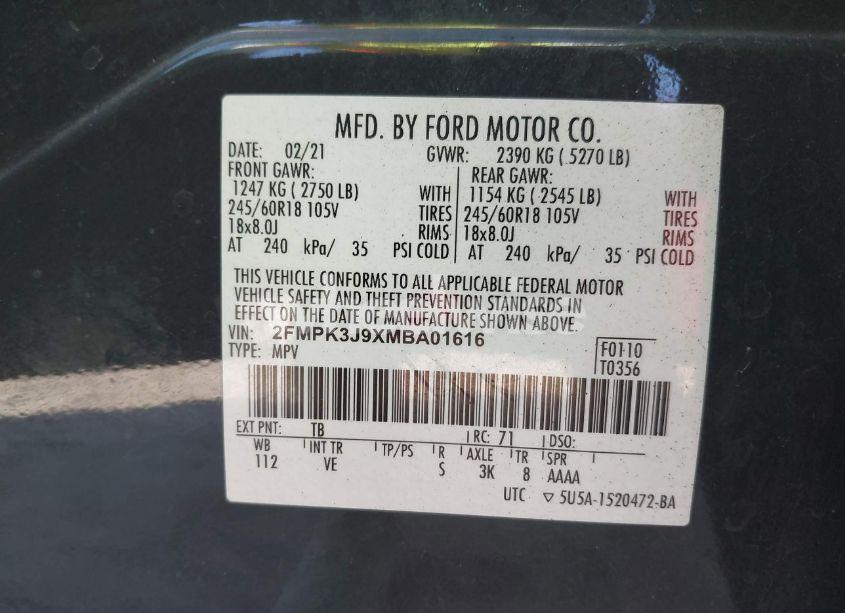 MFD. BY FORD MOTOR CO.
DATE: 02/21 GVWR: 2390 KG ( 5270 LB)
FRONT GAWR: REAR GAWR:
1247 KG ( 2750 LB) WITH 1154 KG ( 2545 LB) WITH
245/60R18 105V TIRES 245/60R18 105V TIRES
18x8.0J RIMS 18x8.0J RIMS
AT 240 kPa/ 35 PSI COLD AT 240 kPa/ 35 PSI COLD
THIS VEHICLE CONFORMS TO ALL APPLICABLE FEDERAL MOTOR
VEHICLE SAFETY AND THEFT PREVENTION STANDARDS IN
EFFECT ON THE DATE OF MANUFACTURE SHOWN ABOVE.
VIN: 2FMPK3J9XMBA01616
TYPE: MPV F0110
T0356
EXT PNT: TB RC: 71 DSO:
WB INT TR TP/PS R AXLE TR SPR
112 VE S 3K 8 AAAA
UTC ▽ 5U5A-1520472-BA